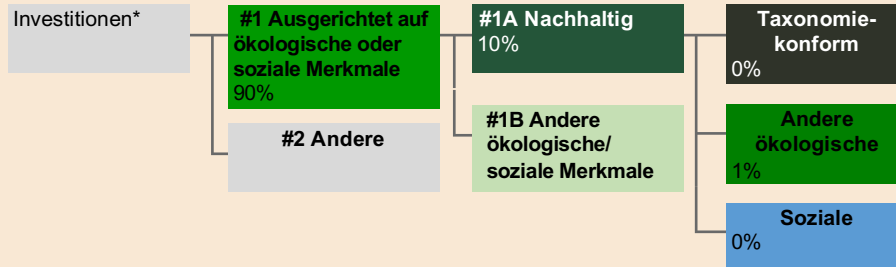 Investitionen*
#1 Ausgerichtet auf
ökologische oder
soziale Merkmale
90%
#2 Andere
#1A Nachhaltig
10%
#1B Andere
ökologische/
soziale Merkmale
Taxonomie-
konform
0%
Andere
ökologische
1%
Soziale
0%